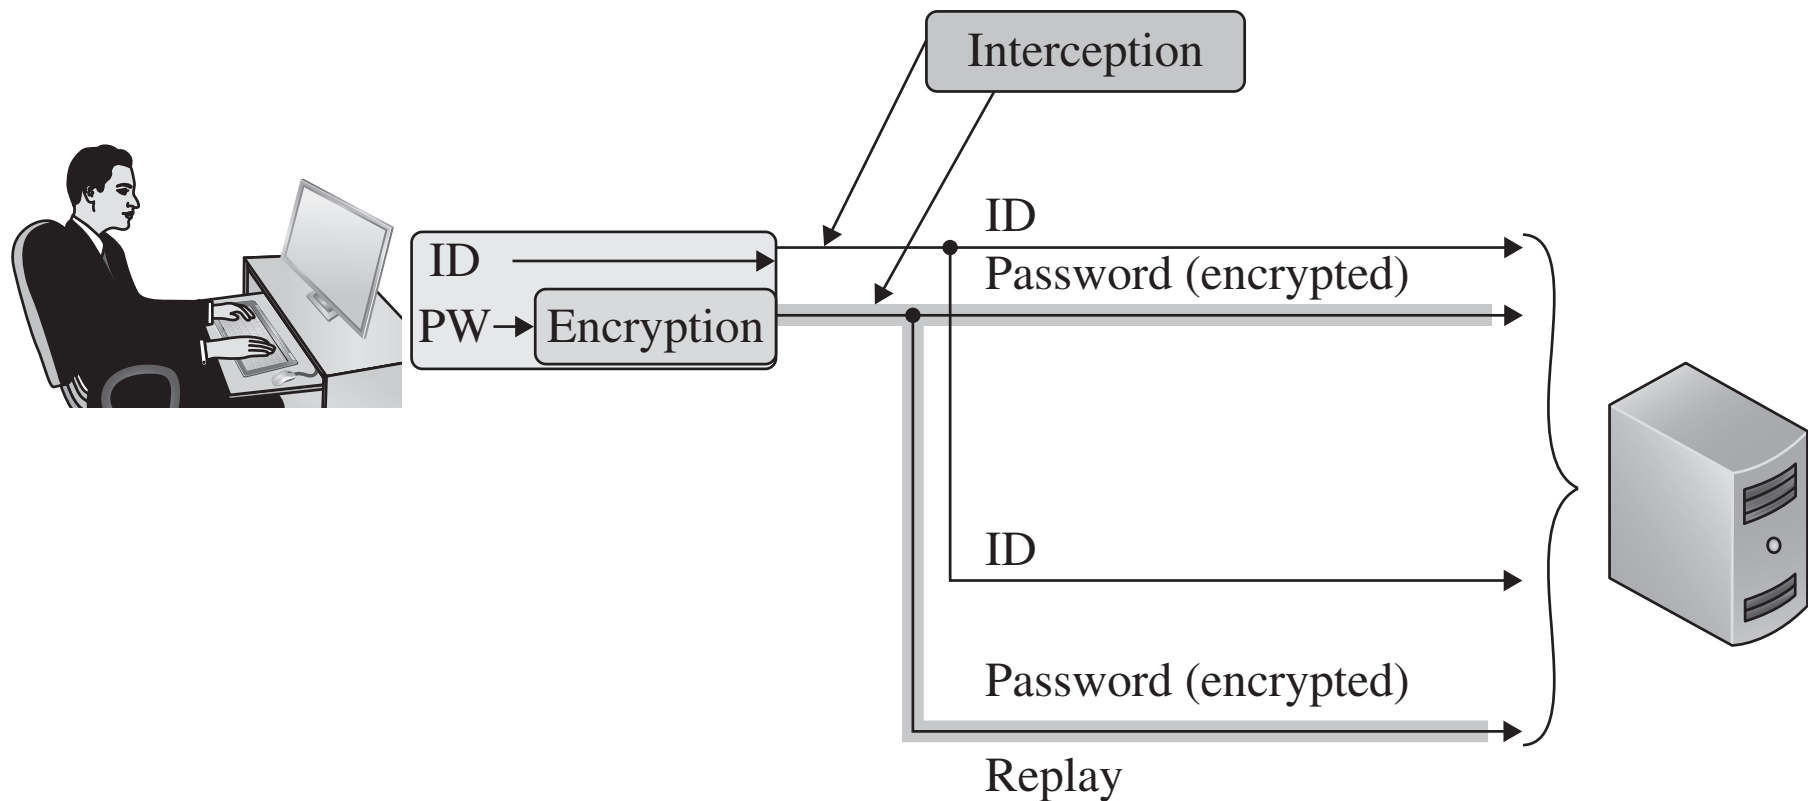 Interception
ID
Password (encrypted)
ID
PW
Encryption
ID
Password (encrypted)
Replay